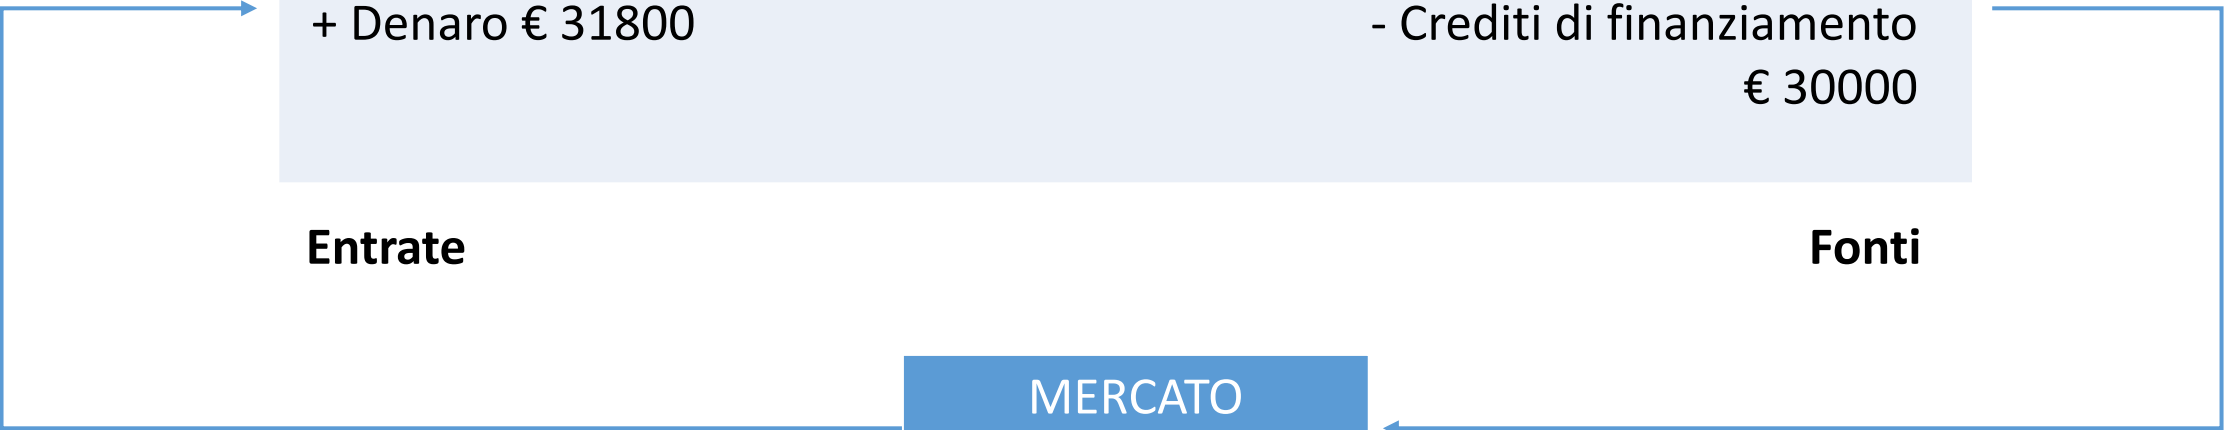 + Denaro € 31800
- Crediti di finanziamento
€ 30000
Entrate
Fonti
MERCATO